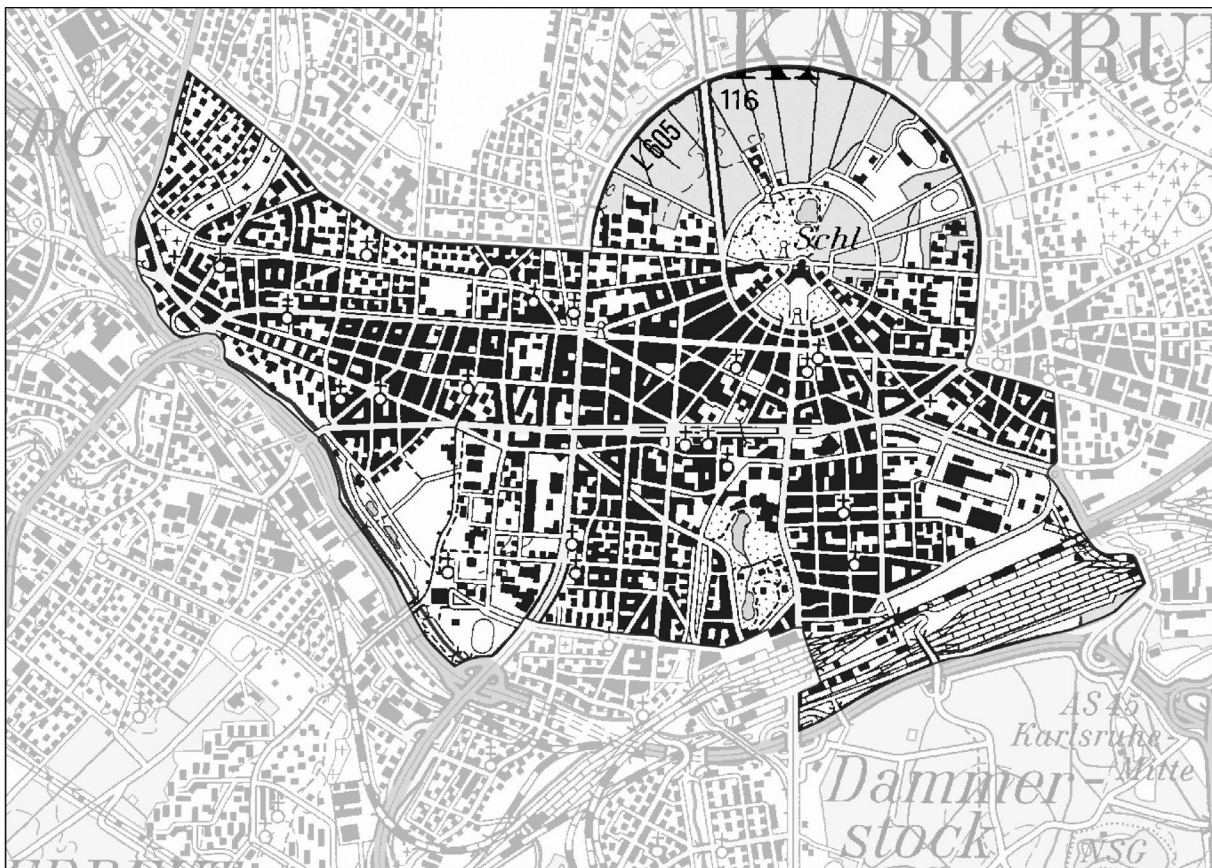 KARLSRU
116
L 605
Schl
AS 45
Karlsruhe-
Mitte
Dammer-
stock
NSG